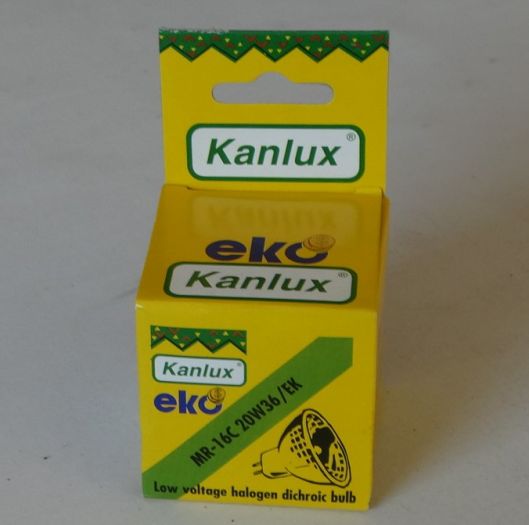 Kanlux®
eko
Kanlux®
Kanlux®
eko
MR-16C 20W36/EK
Low voltage halogen dichroic bulb